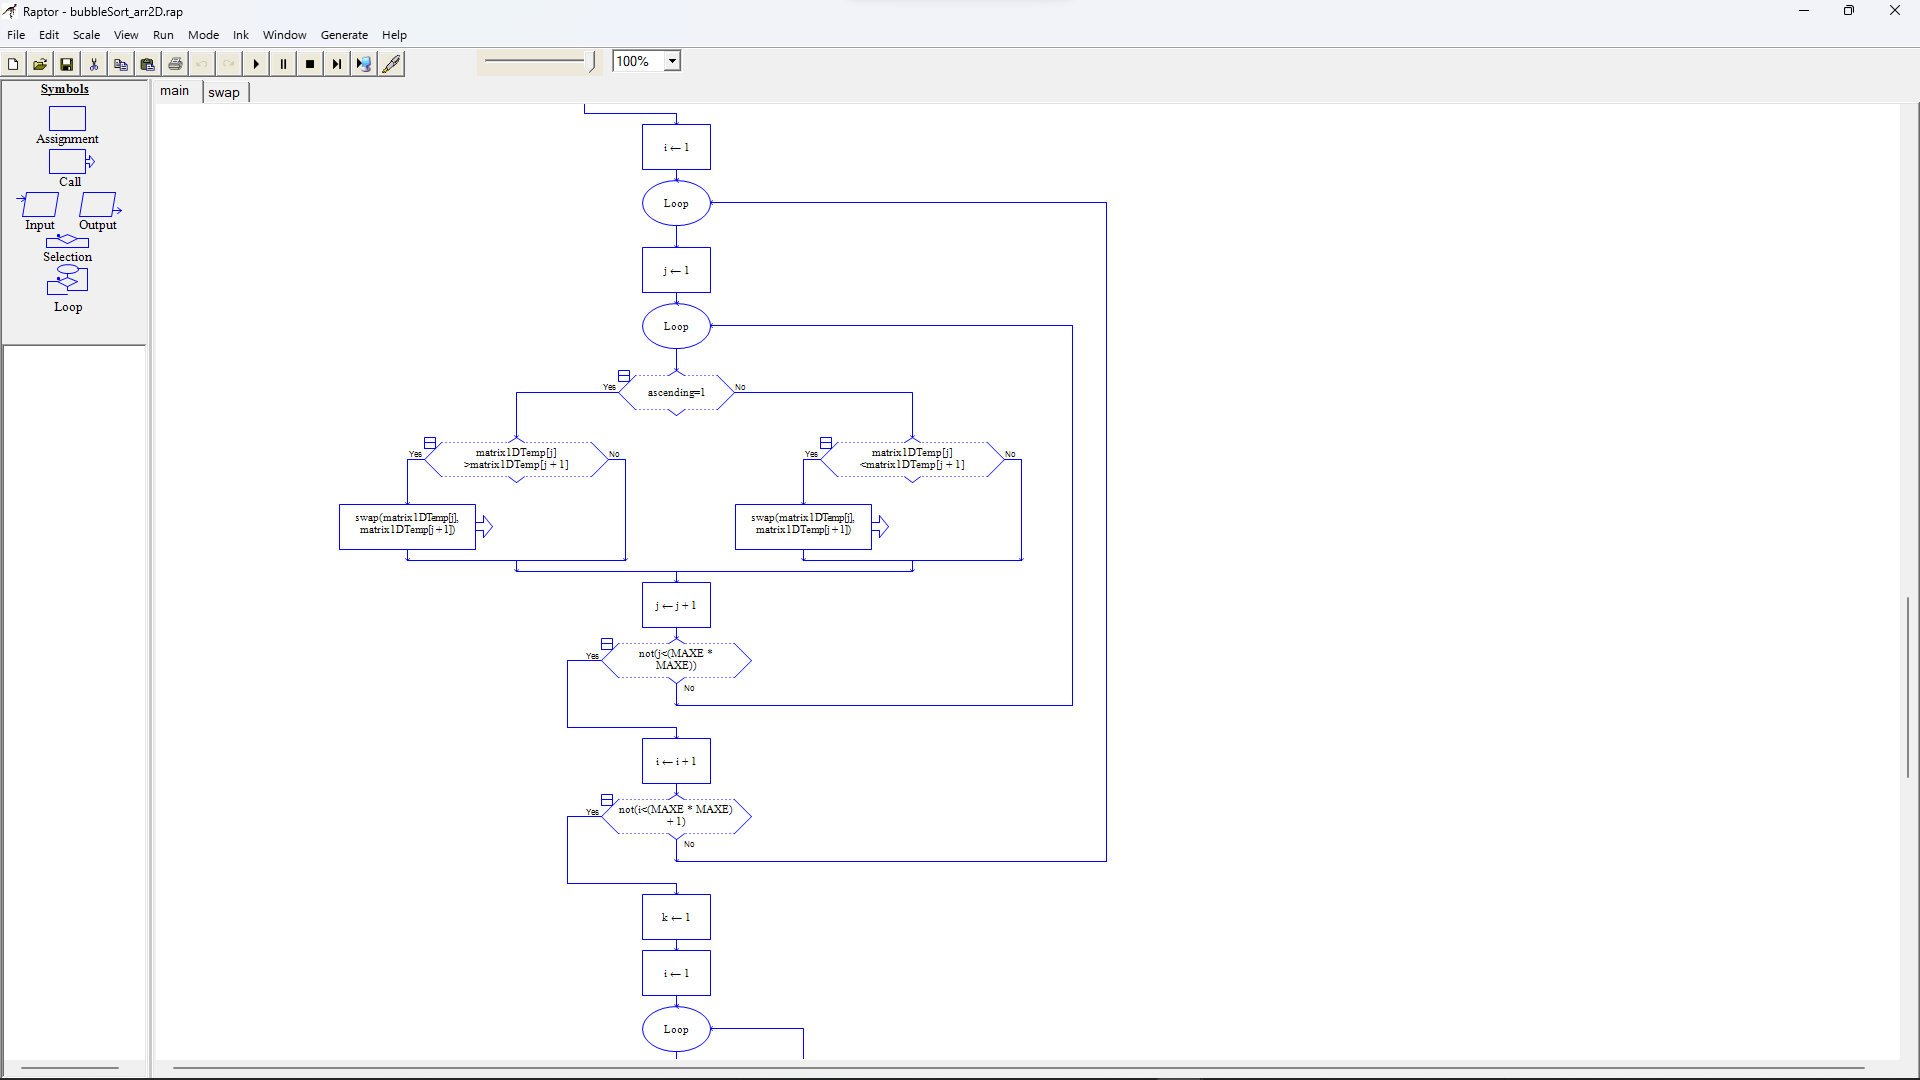 Raptor - bubbleSort_arr2D.rap
File Edit Scale View Run Mode Ink Window Generate Help
100%
Symbols
Assignment
Call
Input Output
Selection
Loop
main swap
i ← 1
Loop
j ← 1
Loop
Yes ascending=1 No
Yes matrix1DTemp[j] No
>matrix1DTemp[j + 1]
Yes matrix1DTemp[j] No
<matrix1DTemp[j + 1]
swap(matrix1DTemp[j],
matrix1DTemp[j + 1])
swap(matrix1DTemp[j],
matrix1DTemp[j + 1])
j ← j + 1
Yes not(j<(MAXE *
MAXE))
No
i ← i + 1
Yes not(i<(MAXE * MAXE)
+ 1)
No
k ← 1
i ← 1
Loop